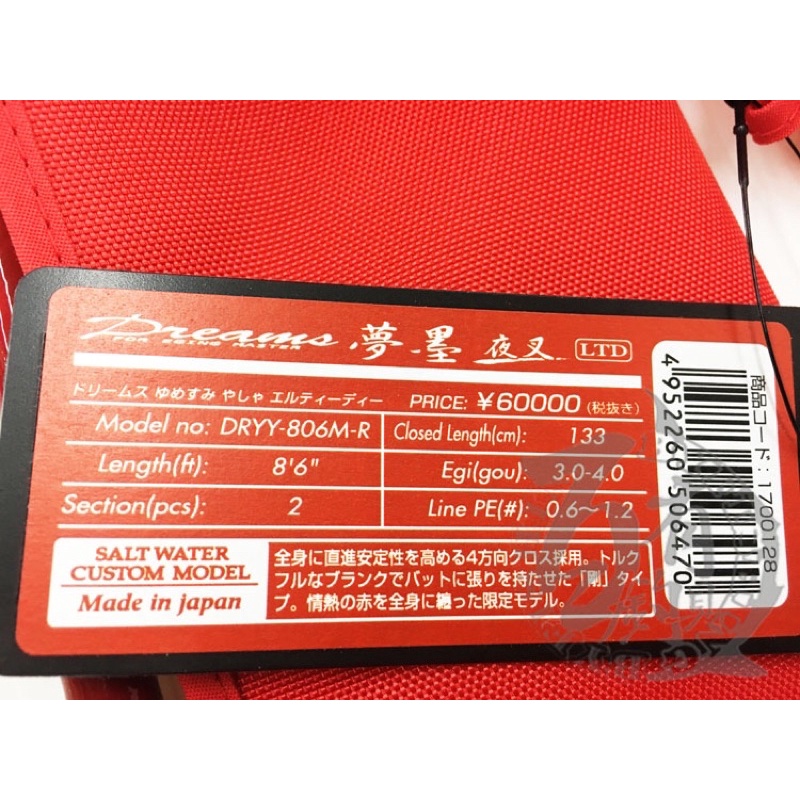 Dreams 夢墨 夜叉 LTD
FOR BEING MASTER
ドリームス ゆめすみ やしゃ エルティーディー PRICE: ¥60000 (税抜き)
Model no: DRYY-806M-R Closed Length(cm): 133
Length(ft): 8'6" Egi(gou): 3.0-4.0
Section(pcs): 2 Line PE(#): 0.6~1.2
SALT WATER
CUSTOM MODEL
Made in japan
全身に直進安定性を高める4方向クロス採用。トルク
フルなブランクでバットに張りを持たせた「剛」タイ
プ。情熱の赤を全身に纏った限定モデル。
4 952260 506470
商品コード:1700128